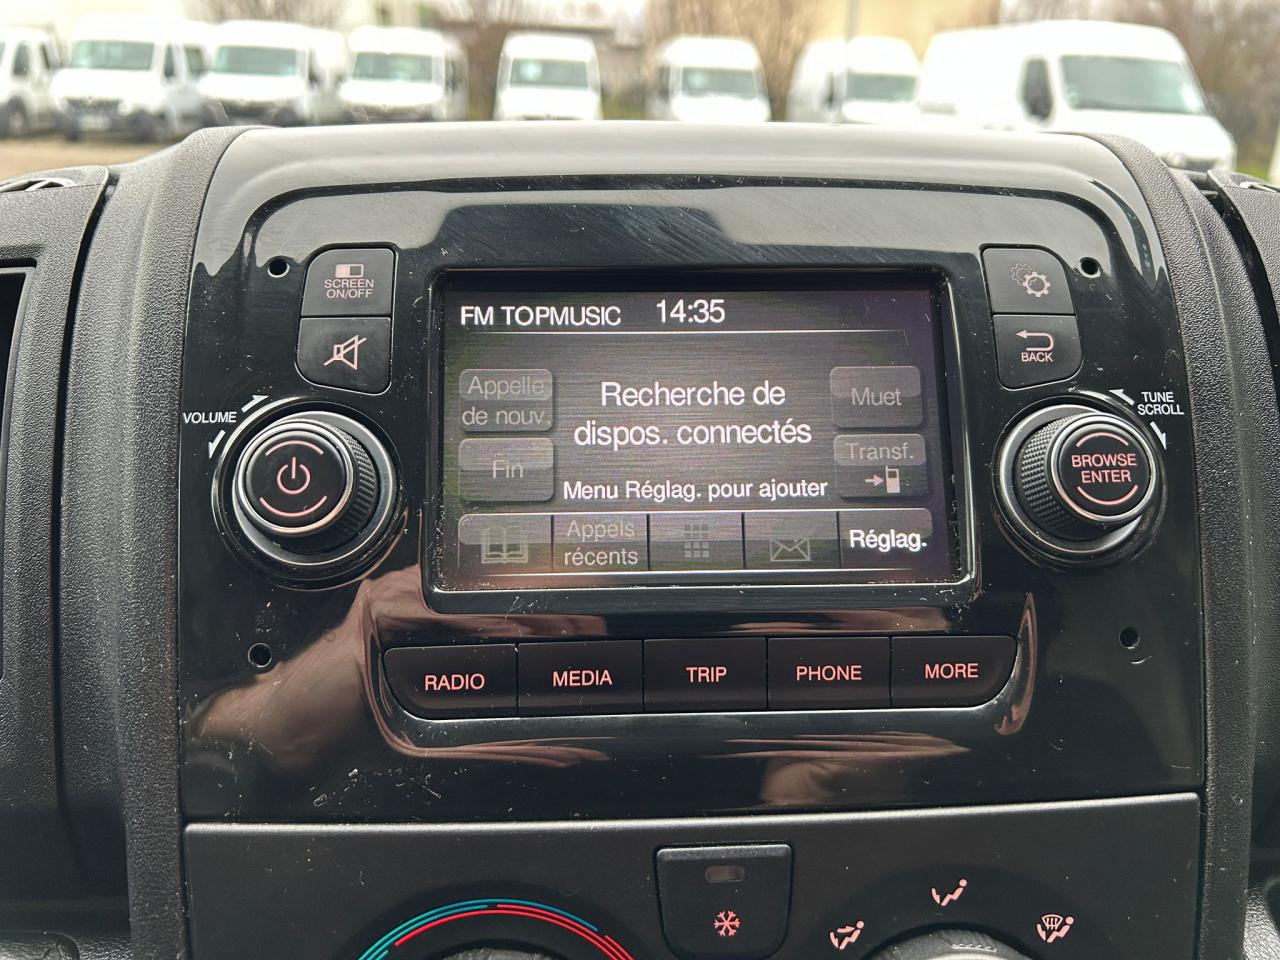 SCREEN
ON/OFF
FM TOPMUSIC 14:35
Appelle
de nouv.
Recherche de
dispos. connectés
Muet
BACK
VOLUME
TUNE
SCROLL
Fin
Transf.
BROWSE
ENTER
Menu Réglag. pour ajouter
Appels
récents
Réglag.
RADIO
MEDIA
TRIP
PHONE
MORE